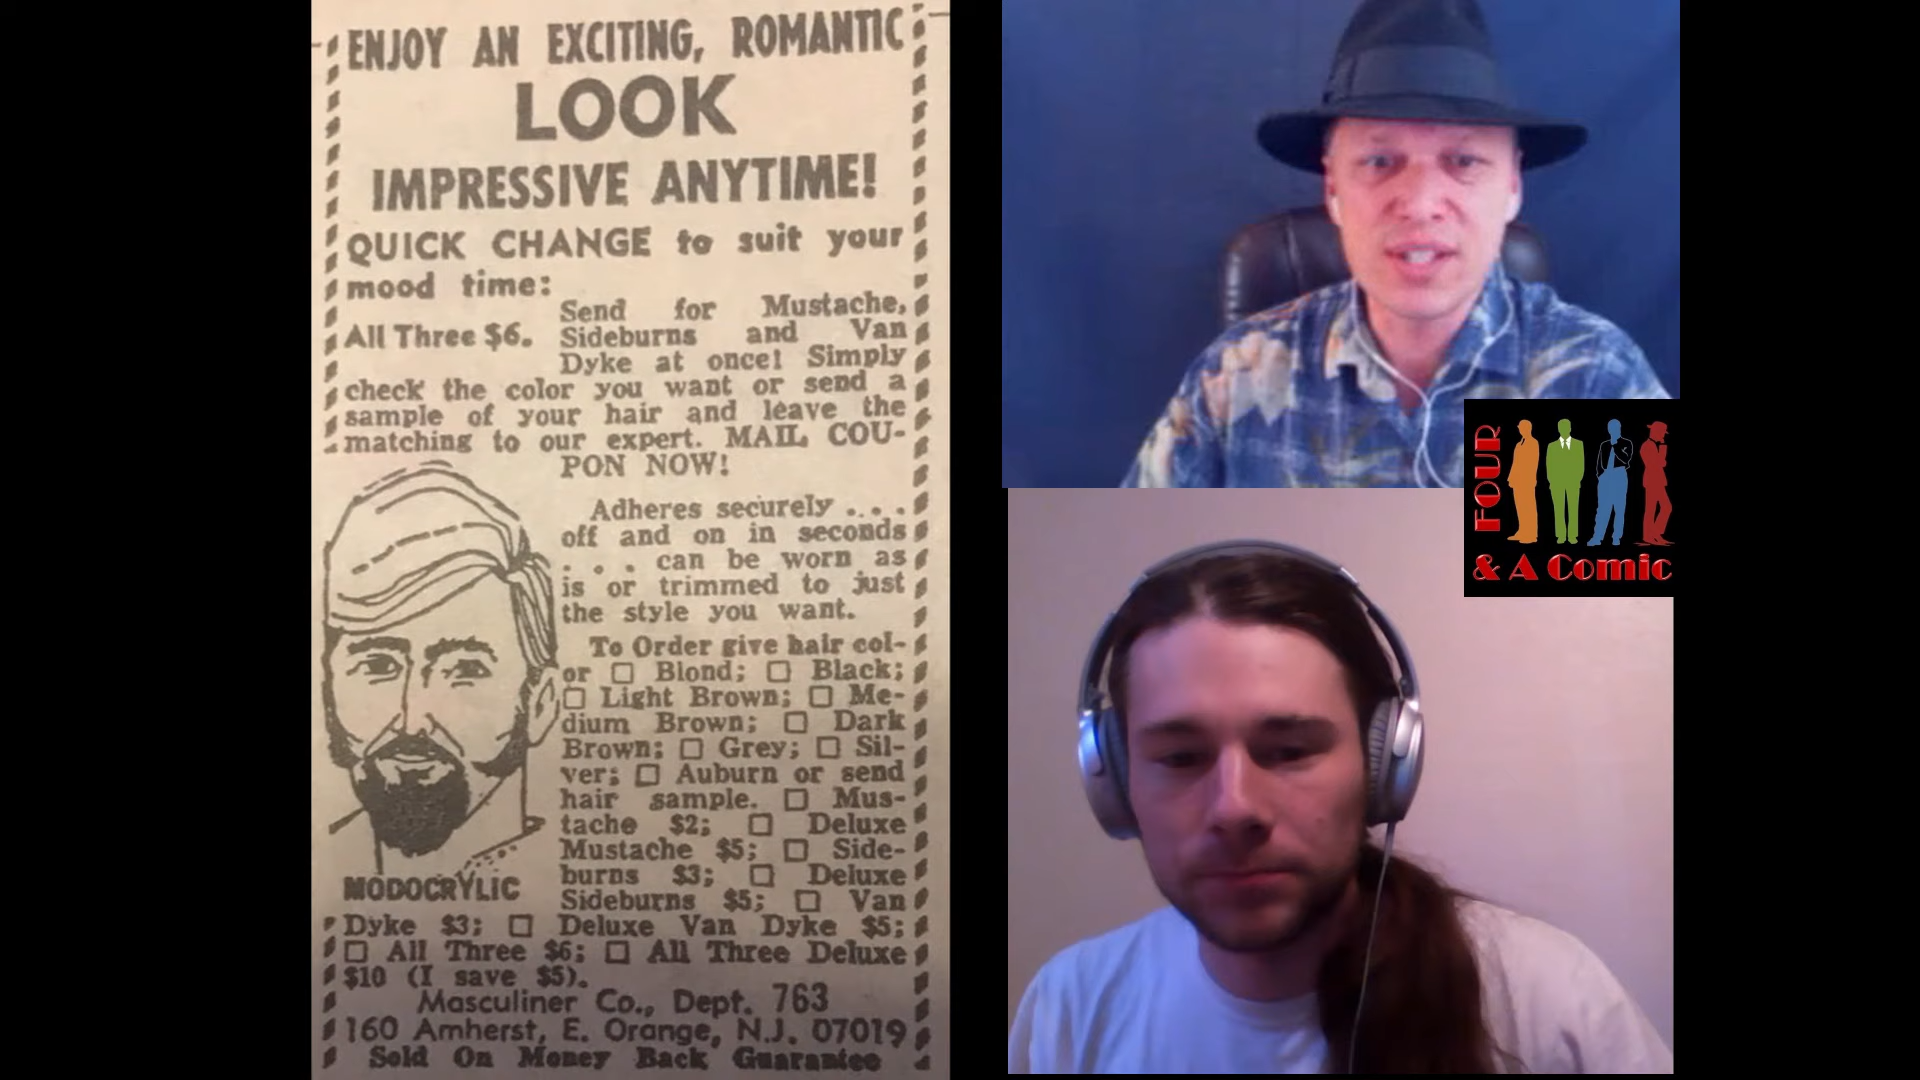 ENJOY AN EXCITING, ROMANTIC
LOOK
IMPRESSIVE ANYTIME!
QUICK CHANGE to suit your
mood time:
All Three $6.
Send for Mustache,
Sideburns and Van
Dyke at once! Simply
check the color you want or send a
sample of your hair and leave the
matching to our expert. MAIL COU-
PON NOW!
Adheres securely ....
off and on in seconds
. . . can be worn as
is or trimmed to just
the style you want.
To Order give hair col-
or □ Blond; □ Black;
□ Light Brown; □ Me-
dium Brown; □ Dark
Brown; □ Grey; □ Sil-
ver; □ Auburn or send
hair sample. □ Mus-
tache $2; □ Deluxe
Mustache $5; □ Side-
burns $3; □ Deluxe
Sideburns $5; □ Van
MODOCRYLIC
Dyke $3; □ Deluxe Van Dyke $5;
□ All Three $6; □ All Three Deluxe
$10 (I save $5).
Masculiner Co., Dept. 763
160 Amherst, E. Orange, N.J. 07019
Sold On Money Back Guarantee
FOUR
& A Comic